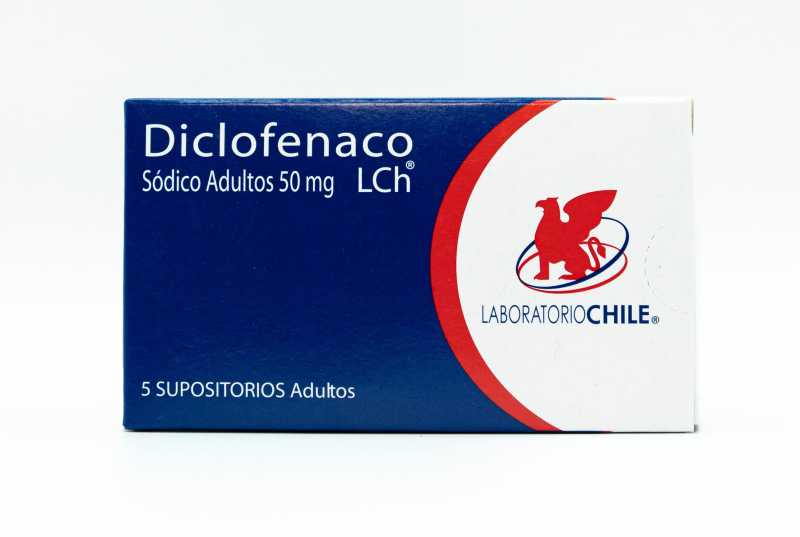 Diclofenaco
Sódico Adultos 50 mg LCh®
LABORATORIOCHILE®
5 SUPOSITORIOS Adultos